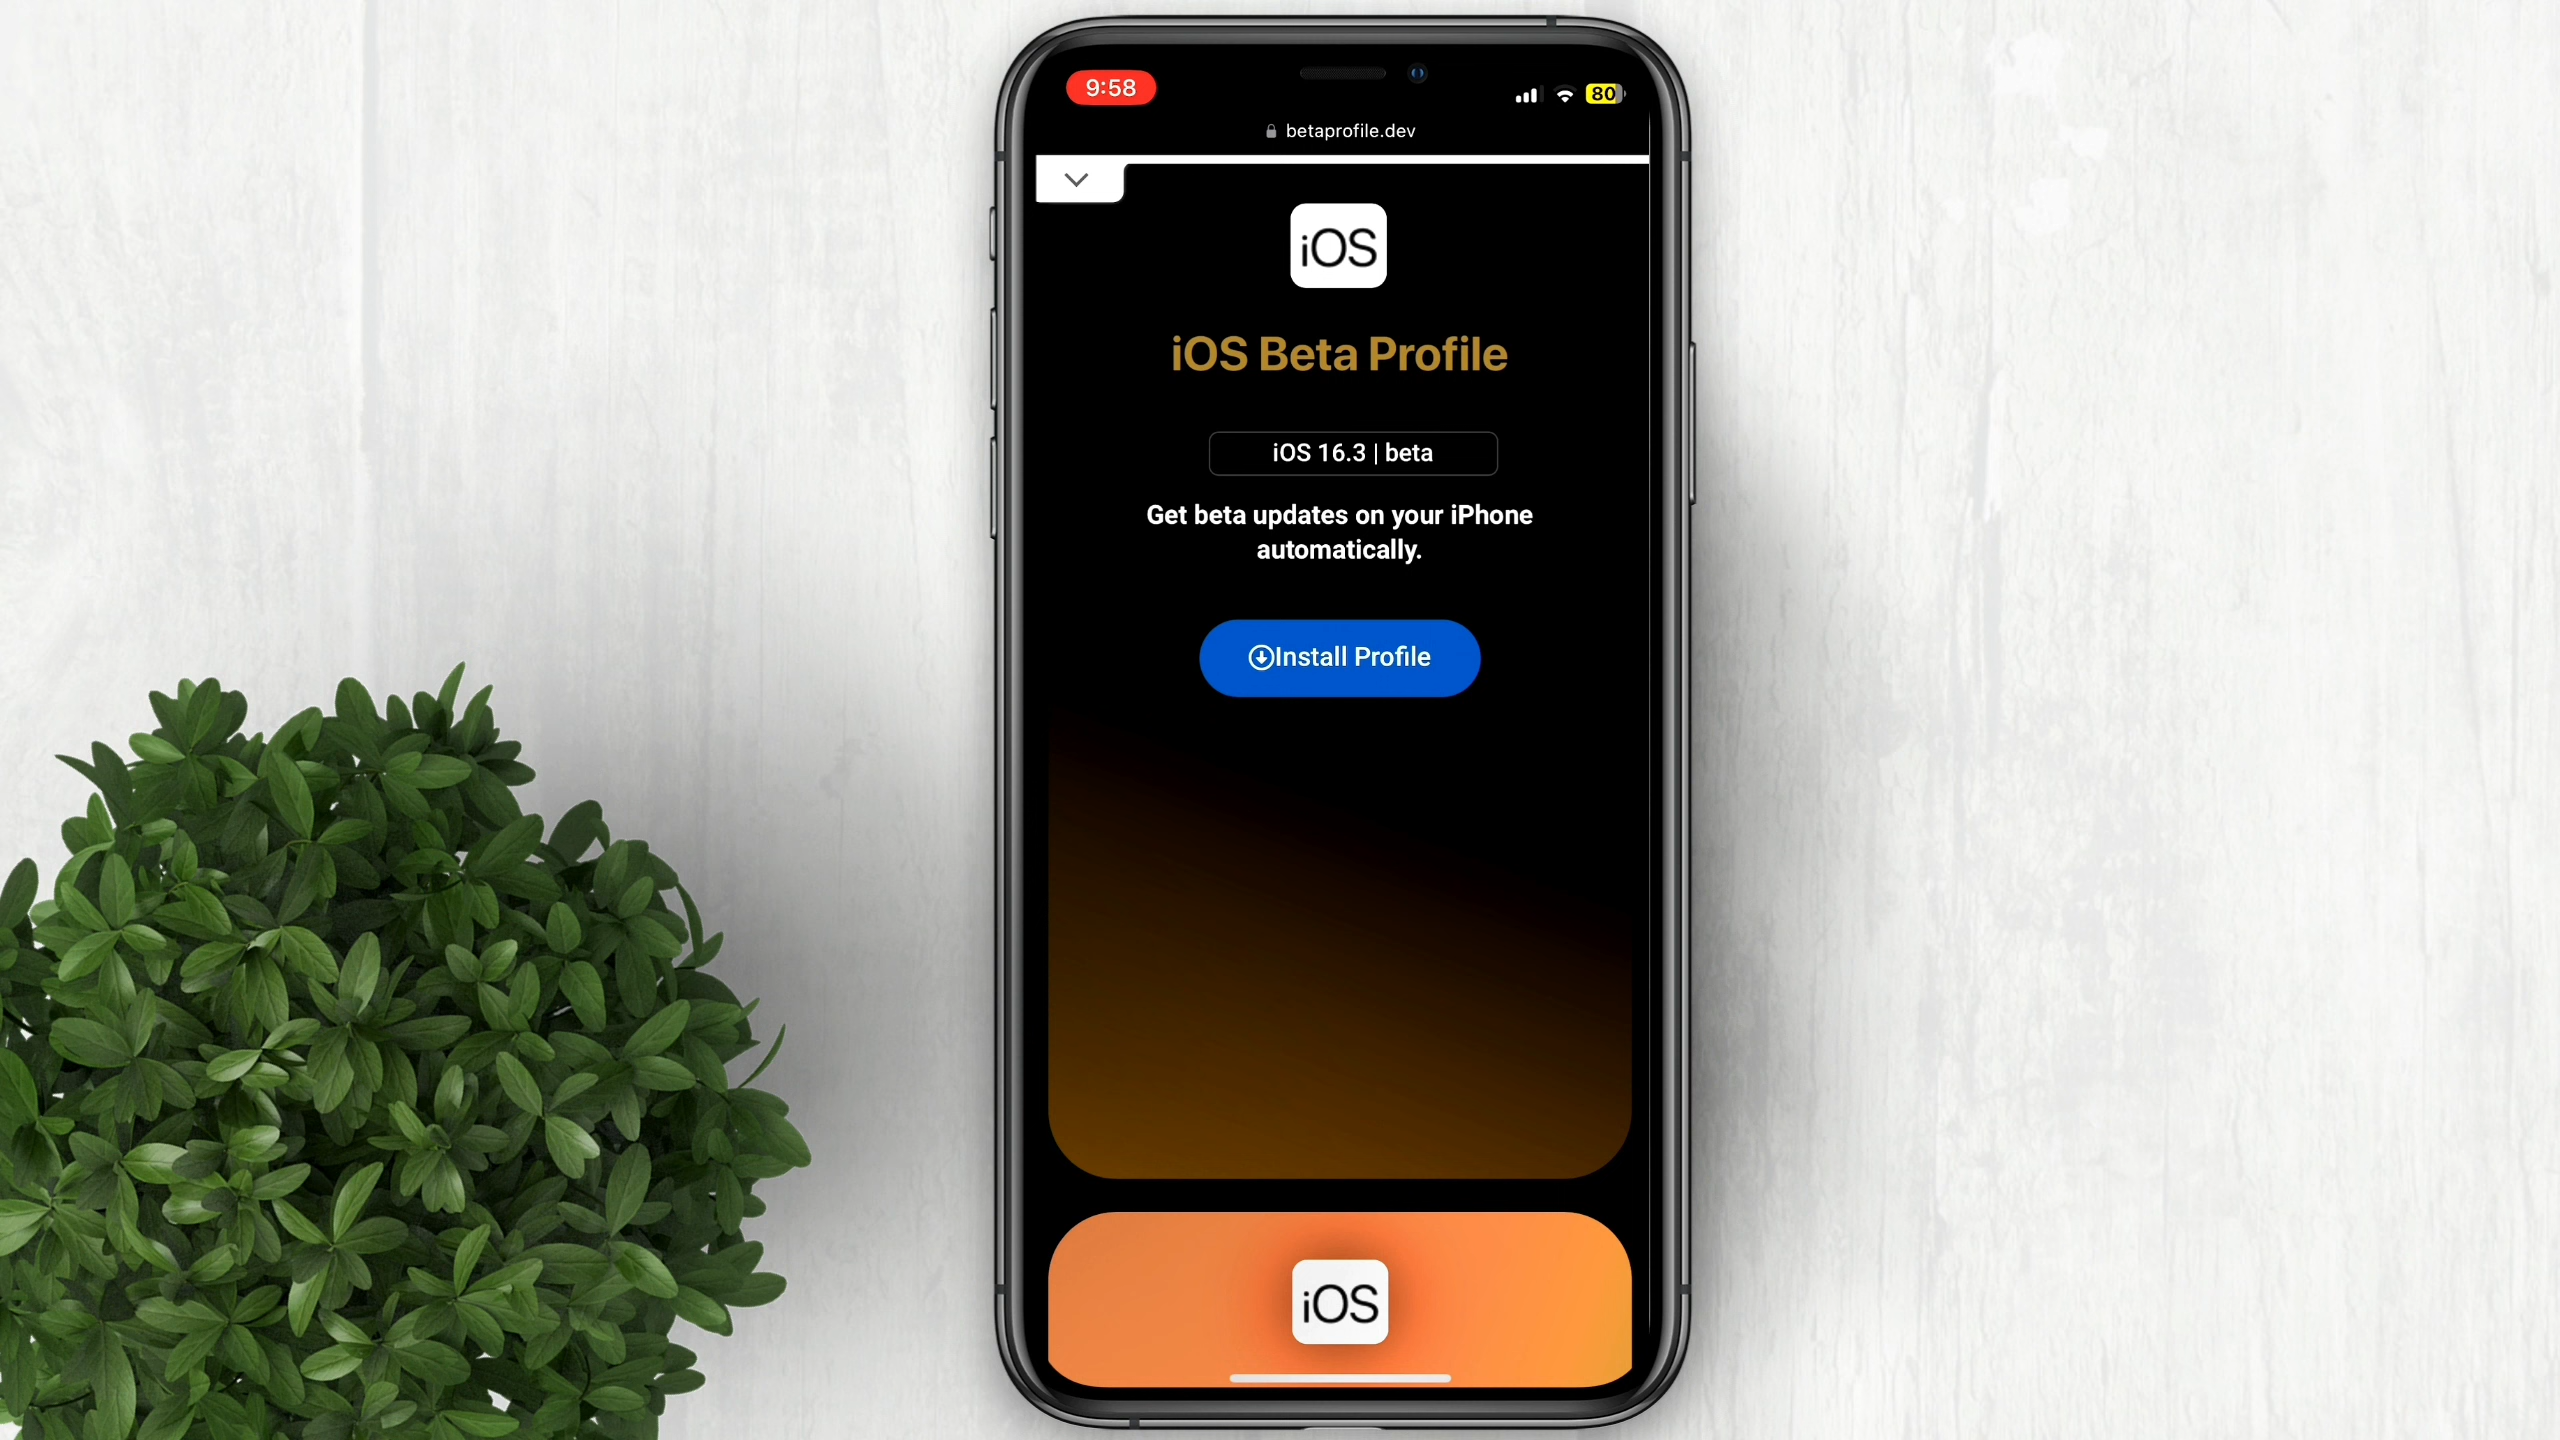 9:58
80
betaprofile.dev
iOS
iOS Beta Profile
iOS 16.3 | beta
Get beta updates on your iPhone
automatically.
Install Profile
iOS